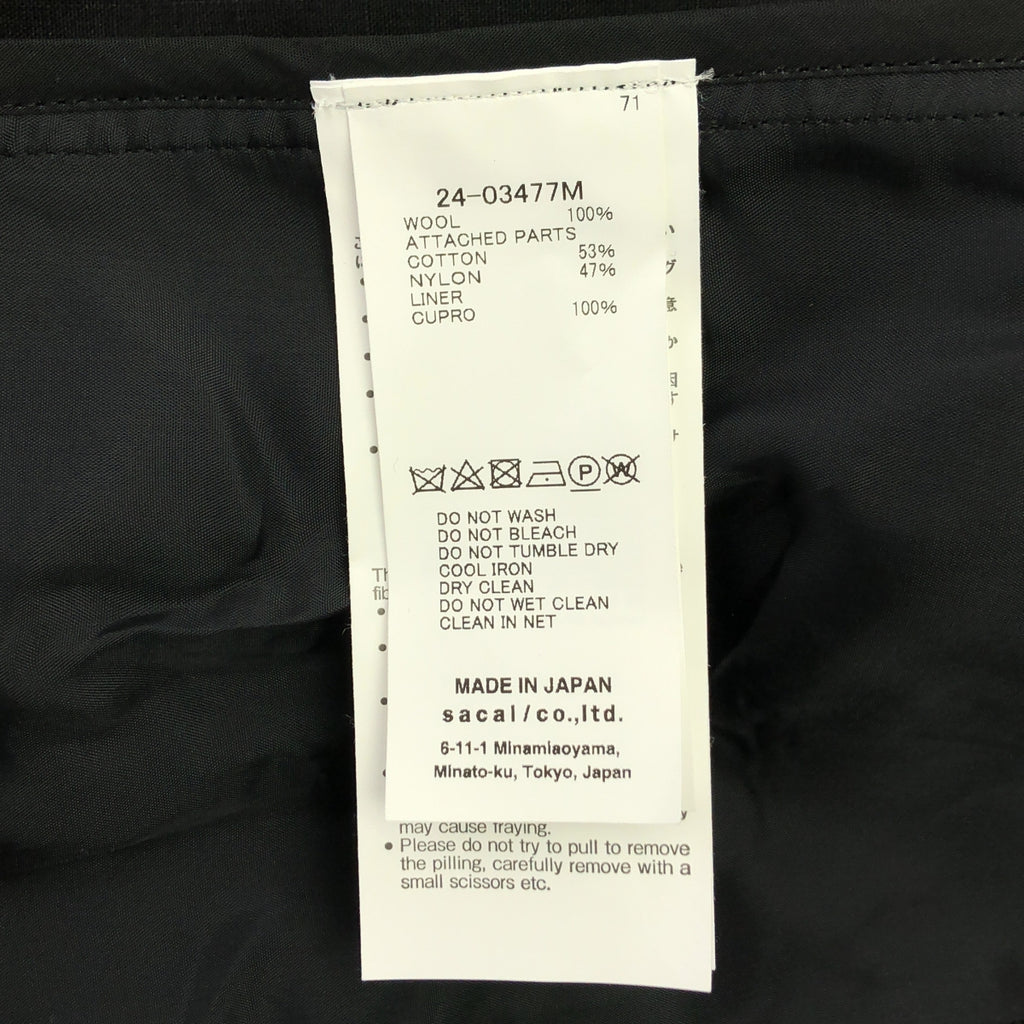 71
24-03477M
WOOL 100%
ATTACHED PARTS
COTTON 53%
NYLON 47%
LINER
CUPRO 100%
P W
DO NOT WASH
DO NOT BLEACH
DO NOT TUMBLE DRY
COOL IRON
DRY CLEAN
DO NOT WET CLEAN
CLEAN IN NET
MADE IN JAPAN
sacai/co.,ltd.
6-11-1 Minamiaoyama,
Minato-ku, Tokyo, Japan
may cause fraying.
• Please do not try to pull to remove
the pilling, carefully remove with a
small scissors etc.